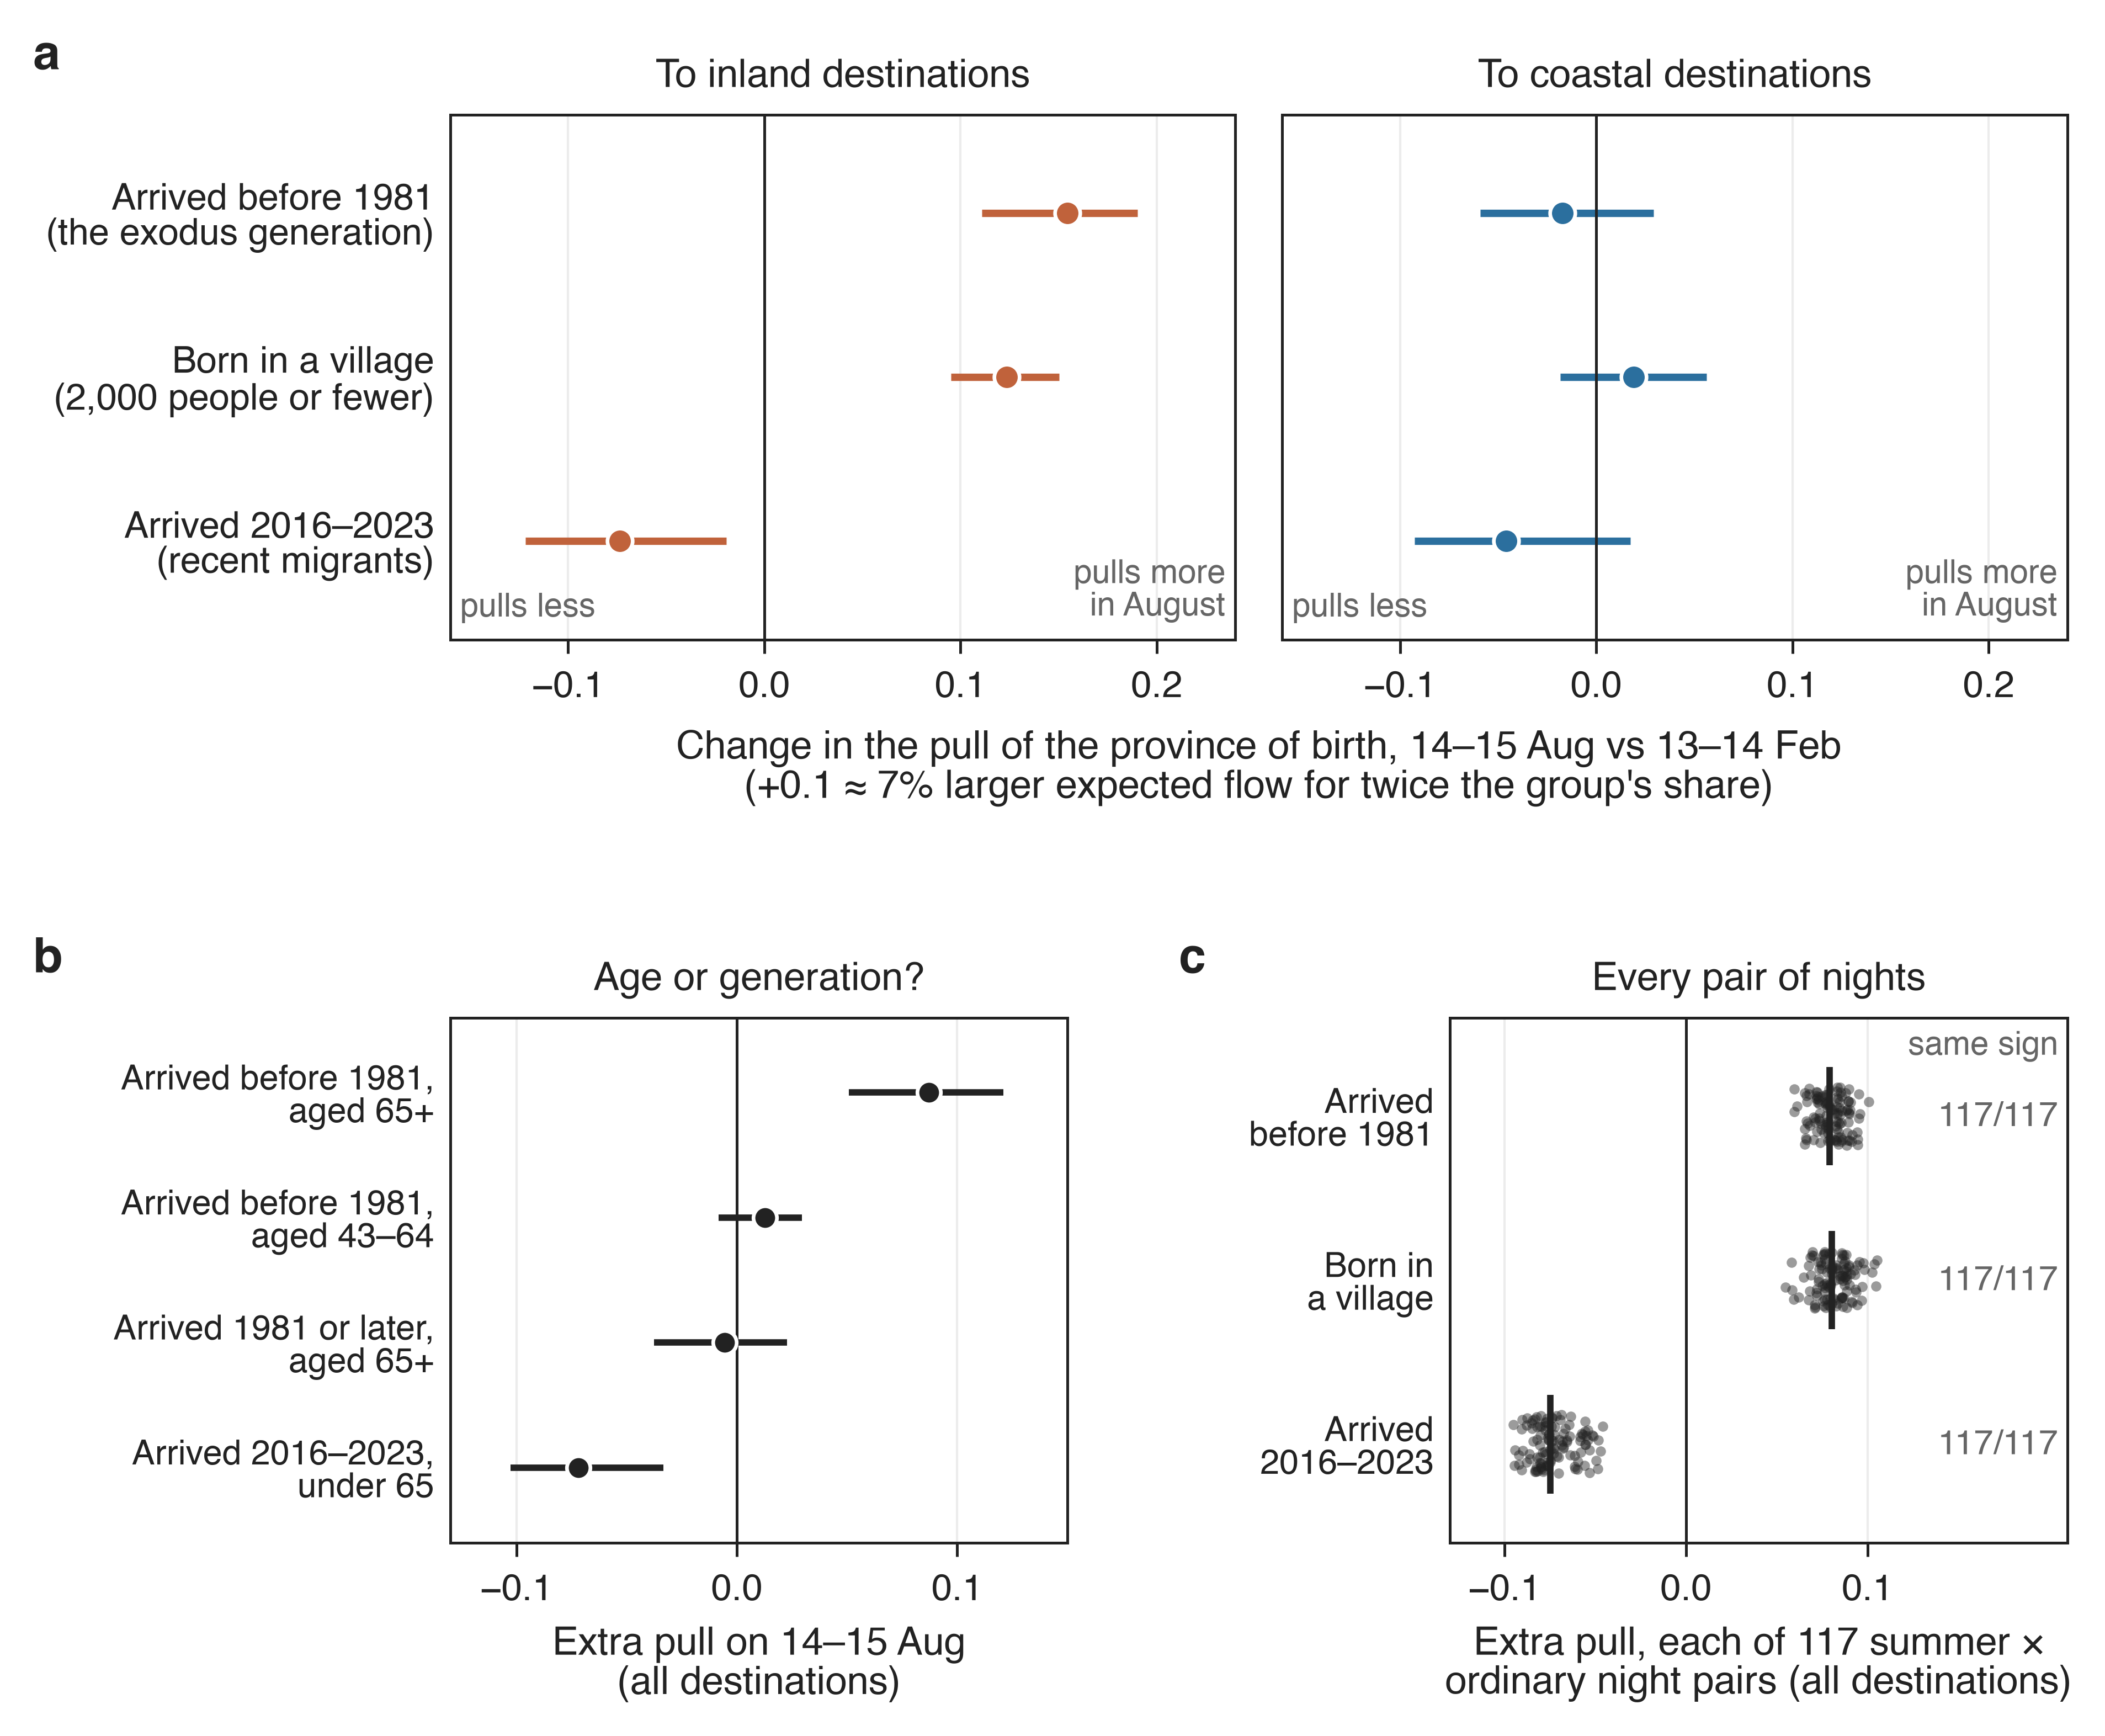 a
To inland destinations
To coastal destinations
Arrived before 1981
(the exodus generation)
Born in a village
(2,000 people or fewer)
Arrived 2016–2023
(recent migrants)
pulls less
pulls more
in August
pulls less
pulls more
in August
−0.1
0.0
0.1
0.2
−0.1
0.0
0.1
0.2
Change in the pull of the province of birth, 14–15 Aug vs 13–14 Feb
(+0.1 ≈ 7% larger expected flow for twice the group's share)
b
Age or generation?
Arrived before 1981,
aged 65+
Arrived before 1981,
aged 43–64
Arrived 1981 or later,
aged 65+
Arrived 2016–2023,
under 65
−0.1
0.0
0.1
Extra pull on 14–15 Aug
(all destinations)
c
Every pair of nights
same sign
Arrived
before 1981
117/117
Born in
a village
117/117
Arrived
2016–2023
117/117
−0.1
0.0
0.1
Extra pull, each of 117 summer ×
ordinary night pairs (all destinations)